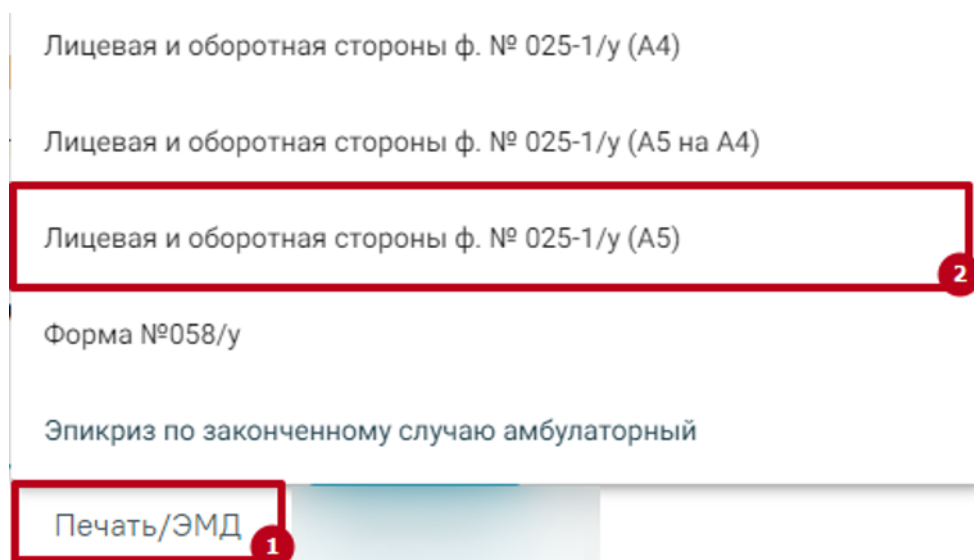 Лицевая и оборотная стороны ф. № 025-1/у (А4)
Лицевая и оборотная стороны ф. № 025-1/у (А5 на А4)
Лицевая и оборотная стороны ф. № 025-1/у (А5)
2
Форма №058/у
Эпикриз по законченному случаю амбулаторный
Печать/ЭМД
1